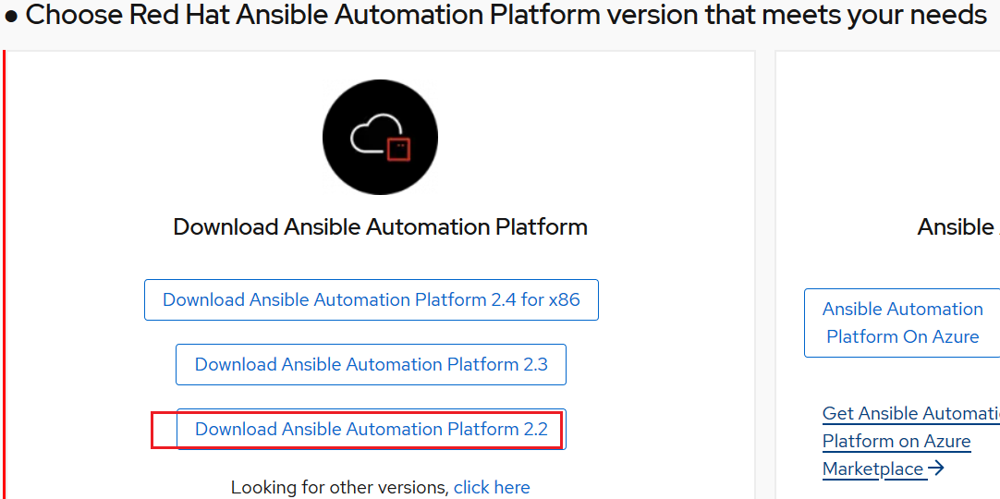 • Choose Red Hat Ansible Automation Platform version that meets your needs
Download Ansible Automation Platform
Download Ansible Automation Platform 2.4 for x86
Download Ansible Automation Platform 2.3
Download Ansible Automation Platform 2.2
Looking for other versions, click here
Ansible
Ansible Automation
Platform On Azure
Get Ansible Automati
Platform on Azure
Marketplace →